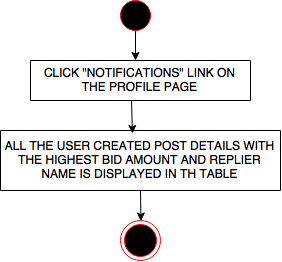 CLICK "NOTIFICATIONS" LINK ON
THE PROFILE PAGE
ALL THE USER CREATED POST DETAILS WITH
THE HIGHEST BID AMOUNT AND REPLIER
NAME IS DISPLAYED IN TH TABLE